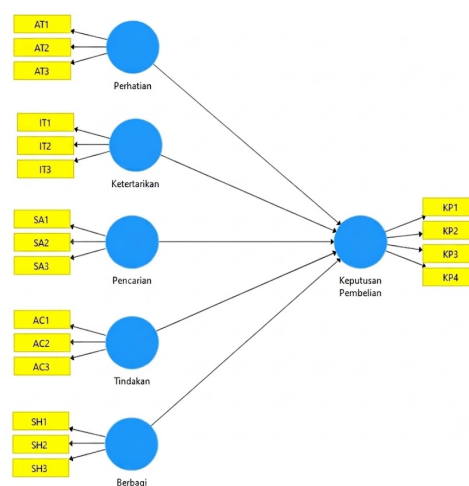 AT1
AT2
AT3
Perhatian
IT1
IT2
IT3
Ketertarikan
SA1
SA2
SA3
Pencarian
AC1
AC2
AC3
Tindakan
SH1
SH2
SH3
Berbagi
KP1
KP2
KP3
KP4
Keputusan
Pembelian